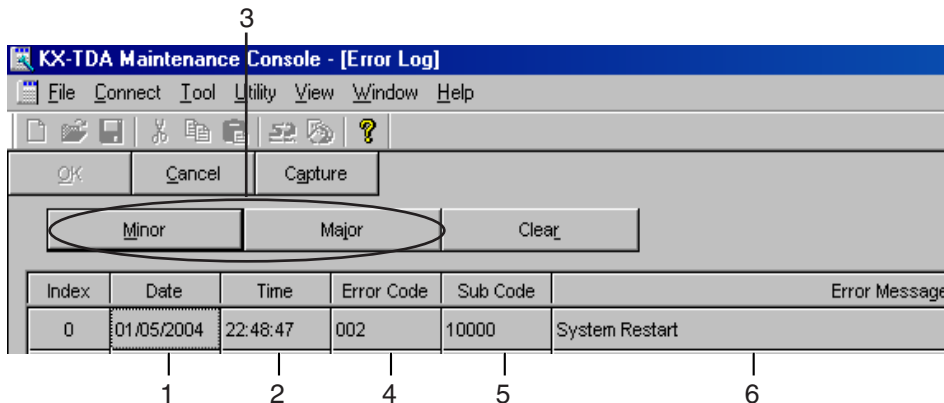 3
KX-TDA Maintenance Console - [Error Log]
File Connect Tool Utility View Window Help
OK Cancel Capture
Minor Major Clear
Index Date Time Error Code Sub Code Error Message
0 01/05/2004 22:48:47 002 10000 System Restart
1 2 4 5 6